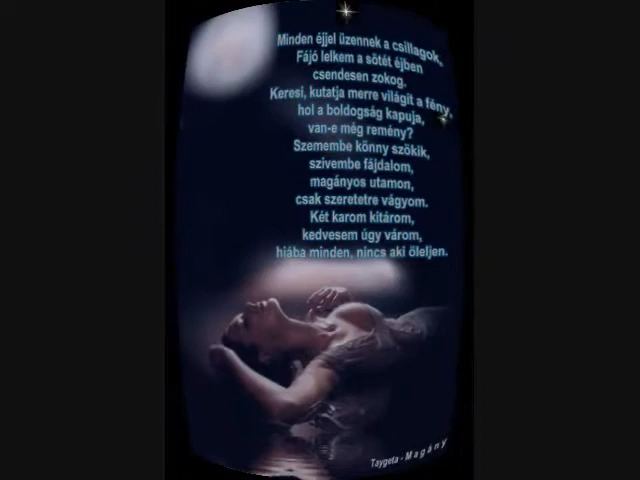 Minden éjjel üzennek a csillagok,
Fájó lelkem a sötét éjben
csendesen zokog,
Keresi, kutatja merre világít a fény,
hol a boldogság kapuja,
van-e még remény?
Szemembe könny szökik,
szivembe fájdalom,
magányos utamon,
csak szeretetre vágyom.
Két karom kitárom,
kedvesem úgy várom,
hiába minden, nincs aki öleljen.
Taygeta - Magány